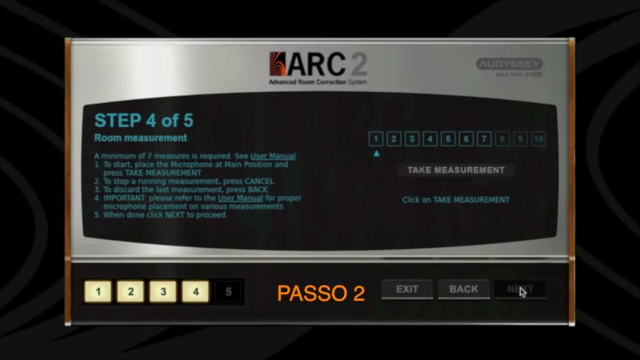 ARC 2
Advanced Room Correction System
AUDYSSEY
STEP 4 of 5
Room measurement
1 2 3 4 5 6 7 8 9 10
A minimum of 7 measures is required. See User Manual.
1. To start, place the Microphone at Main Position and
press TAKE MEASUREMENT
2. To stop a running measurement, press CANCEL
3. To discard the last measurement, press BACK
4. IMPORTANT: please refer to the User Manual for proper
microphone placement on various measurements
5. When done click NEXT to proceed.
TAKE MEASUREMENT
Click on TAKE MEASUREMENT
1 2 3 4 5
PASSO 2
EXIT BACK NEXT